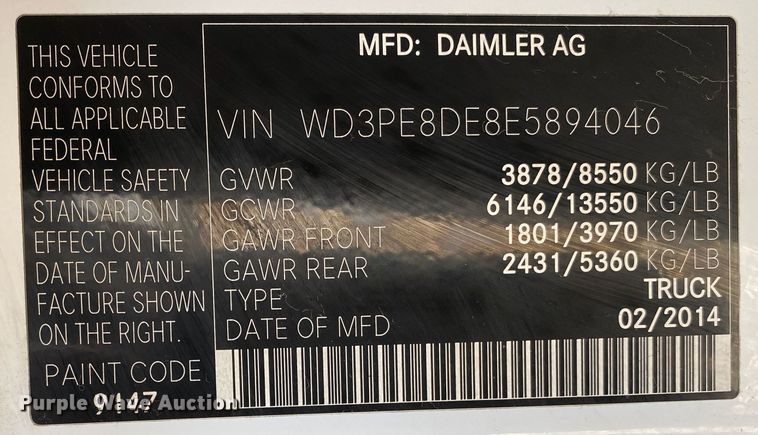 MFD: DAIMLER AG
THIS VEHICLE
CONFORMS TO
ALL APPLICABLE
FEDERAL
VEHICLE SAFETY
STANDARDS IN
EFFECT ON THE
DATE OF MANU-
FACTURE SHOWN
ON THE RIGHT.
PAINT CODE
9147
VIN WD3PE8DE8E5894046
GVWR 3878/8550 KG/LB
GCWR 6146/13550 KG/LB
GAWR FRONT 1801/3970 KG/LB
GAWR REAR 2431/5360 KG/LB
TYPE TRUCK
DATE OF MFD 02/2014
Purple Wave Auction